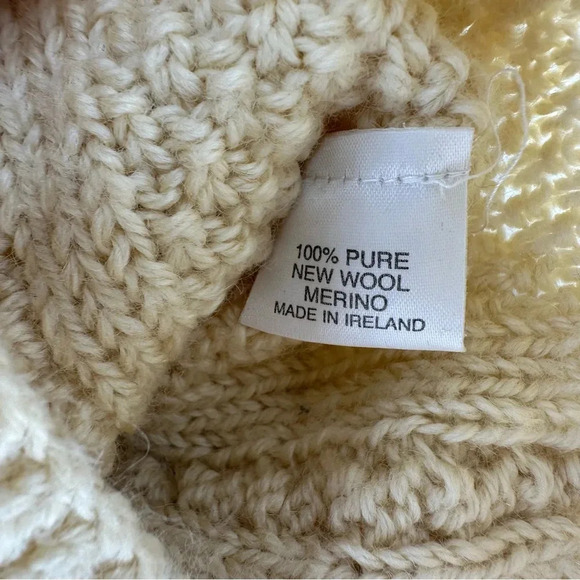 100% PURE
NEW WOOL
MERINO
MADE IN IRELAND